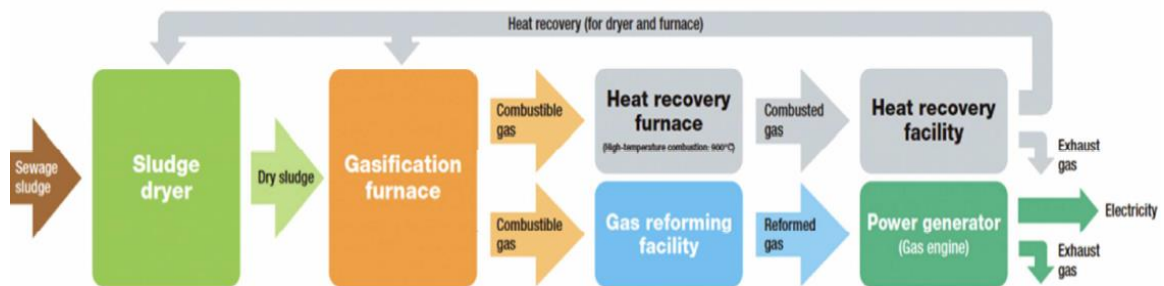 Heat recovery (for dryer and furnace)
Sewage
sludge
Sludge
dryer
Dry sludge
Gasification
furnace
Combustible
gas
Heat recovery
furnace
(High-temperature combustion: 900°C)
Combusted
gas
Heat recovery
facility
Exhaust
gas
Combustible
gas
Gas reforming
facility
Reformed
gas
Power generator
(Gas engine)
Electricity
Exhaust
gas